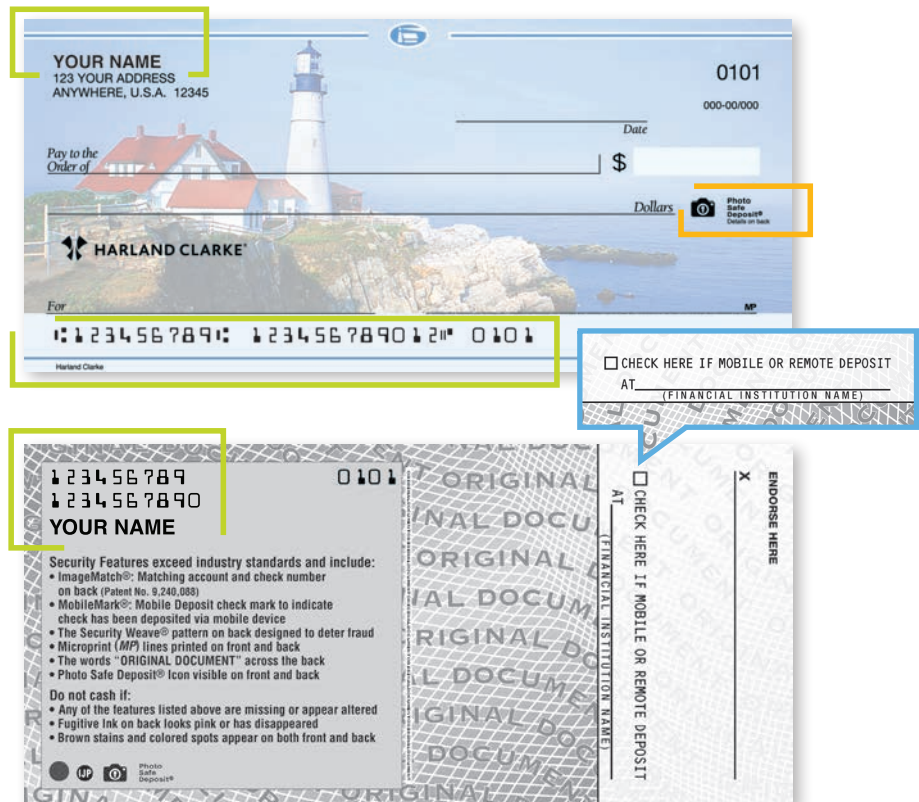 YOUR NAME
123 YOUR ADDRESS
ANYWHERE, U.S.A. 12345
0101
000-00/000
Date
Pay to the
Order of
$
Dollars
Photo
Safe
Deposit®
Details on back
HARLAND CLARKE®
For
MP
⑆123456789⑆ 123456789012⑈ 0101
Harland Clarke
CHECK HERE IF MOBILE OR REMOTE DEPOSIT
AT
(FINANCIAL INSTITUTION NAME)
123456789
1234567890
YOUR NAME
0101
Security Features exceed industry standards and include:
• ImageMatch®: Matching account and check number
on back (Patent No. 9,240,088)
• MobileMark®: Mobile Deposit check mark to indicate
check has been deposited via mobile device
• The Security Weave® pattern on back designed to deter fraud
• Microprint (MP) lines printed on front and back
• The words “ORIGINAL DOCUMENT” across the back
• Photo Safe Deposit® Icon visible on front and back
Do not cash if:
• Any of the features listed above are missing or appear altered
• Fugitive Ink on back looks pink or has disappeared
• Brown stains and colored spots appear on both front and back
IJP
Photo
Safe
Deposit®
ORIGINAL
DOCUM
ORIGINAL
DOCUM
CHECK HERE IF MOBILE OR REMOTE DEPOSIT
AT
(FINANCIAL INSTITUTION NAME)
X
ENDORSE HERE